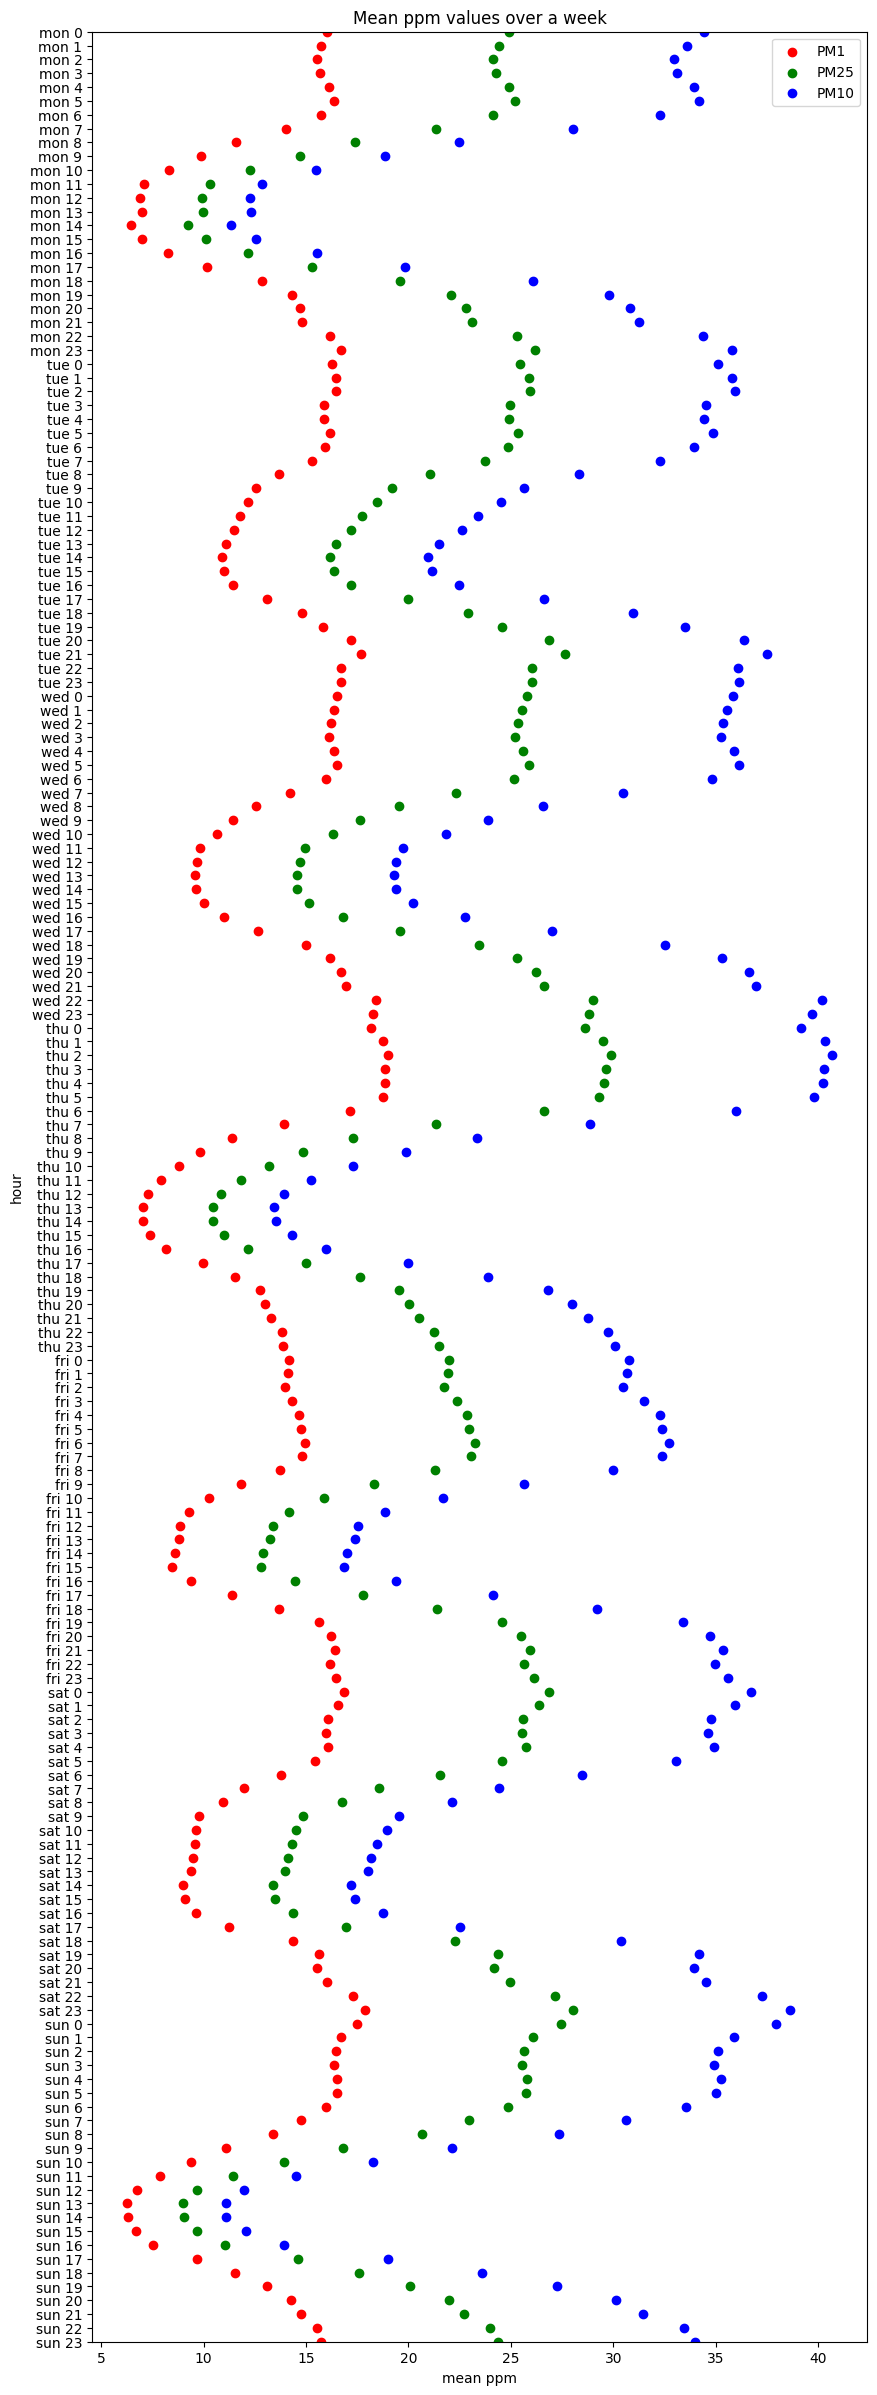 Mean ppm values over a week
PM1
PM25
PM10
mon 0
mon 1
mon 2
mon 3
mon 4
mon 5
mon 6
mon 7
mon 8
mon 9
mon 10
mon 11
mon 12
mon 13
mon 14
mon 15
mon 16
mon 17
mon 18
mon 19
mon 20
mon 21
mon 22
mon 23
tue 0
tue 1
tue 2
tue 3
tue 4
tue 5
tue 6
tue 7
tue 8
tue 9
tue 10
tue 11
tue 12
tue 13
tue 14
tue 15
tue 16
tue 17
tue 18
tue 19
tue 20
tue 21
tue 22
tue 23
wed 0
wed 1
wed 2
wed 3
wed 4
wed 5
wed 6
wed 7
wed 8
wed 9
wed 10
wed 11
wed 12
wed 13
wed 14
wed 15
wed 16
wed 17
wed 18
wed 19
wed 20
wed 21
wed 22
wed 23
thu 0
thu 1
thu 2
thu 3
thu 4
thu 5
thu 6
thu 7
thu 8
thu 9
thu 10
thu 11
thu 12
thu 13
thu 14
thu 15
thu 16
thu 17
thu 18
thu 19
thu 20
thu 21
thu 22
thu 23
fri 0
fri 1
fri 2
fri 3
fri 4
fri 5
fri 6
fri 7
fri 8
fri 9
fri 10
fri 11
fri 12
fri 13
fri 14
fri 15
fri 16
fri 17
fri 18
fri 19
fri 20
fri 21
fri 22
fri 23
sat 0
sat 1
sat 2
sat 3
sat 4
sat 5
sat 6
sat 7
sat 8
sat 9
sat 10
sat 11
sat 12
sat 13
sat 14
sat 15
sat 16
sat 17
sat 18
sat 19
sat 20
sat 21
sat 22
sat 23
sun 0
sun 1
sun 2
sun 3
sun 4
sun 5
sun 6
sun 7
sun 8
sun 9
sun 10
sun 11
sun 12
sun 13
sun 14
sun 15
sun 16
sun 17
sun 18
sun 19
sun 20
sun 21
sun 22
sun 23
hour
5 10 15 20 25 30 35 40
mean ppm